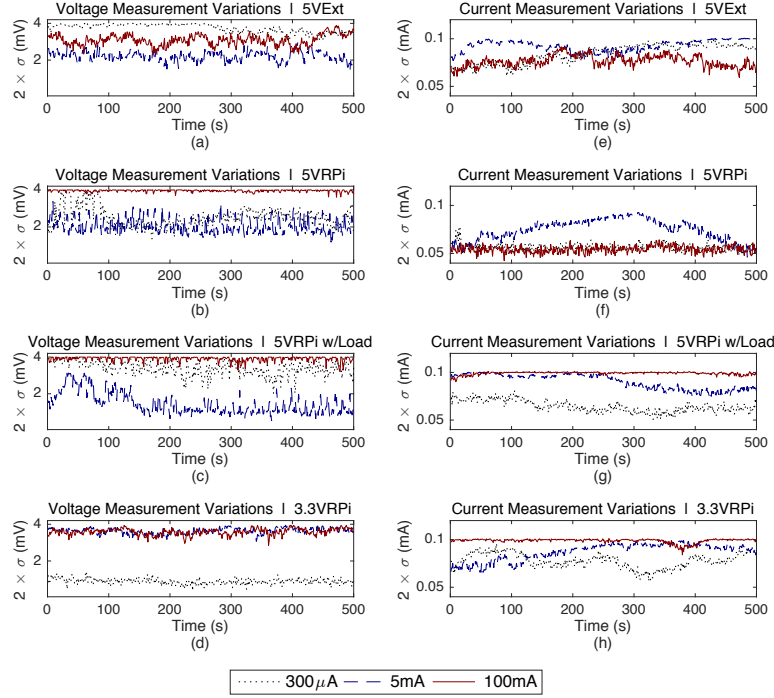 Voltage Measurement Variations | 5VExt
2 × σ (mV)
4
2
0 100 200 300 400 500
Time (s)
(a)
Current Measurement Variations | 5VExt
2 × σ (mA)
0.1
0.05
0 100 200 300 400 500
Time (s)
(e)
Voltage Measurement Variations | 5VRPi
2 × σ (mV)
4
2
0 100 200 300 400 500
Time (s)
(b)
Current Measurement Variations | 5VRPi
2 × σ (mA)
0.1
0.05
0 100 200 300 400 500
Time (s)
(f)
Voltage Measurement Variations | 5VRPi w/Load
2 × σ (mV)
4
2
0 100 200 300 400 500
Time (s)
(c)
Current Measurement Variations | 5VRPi w/Load
2 × σ (mA)
0.1
0.05
0 100 200 300 400 500
Time (s)
(g)
Voltage Measurement Variations | 3.3VRPi
2 × σ (mV)
4
2
0 100 200 300 400 500
Time (s)
(d)
Current Measurement Variations | 3.3VRPi
2 × σ (mA)
0.1
0.05
0 100 200 300 400 500
Time (s)
(h)
300μA 5mA 100mA